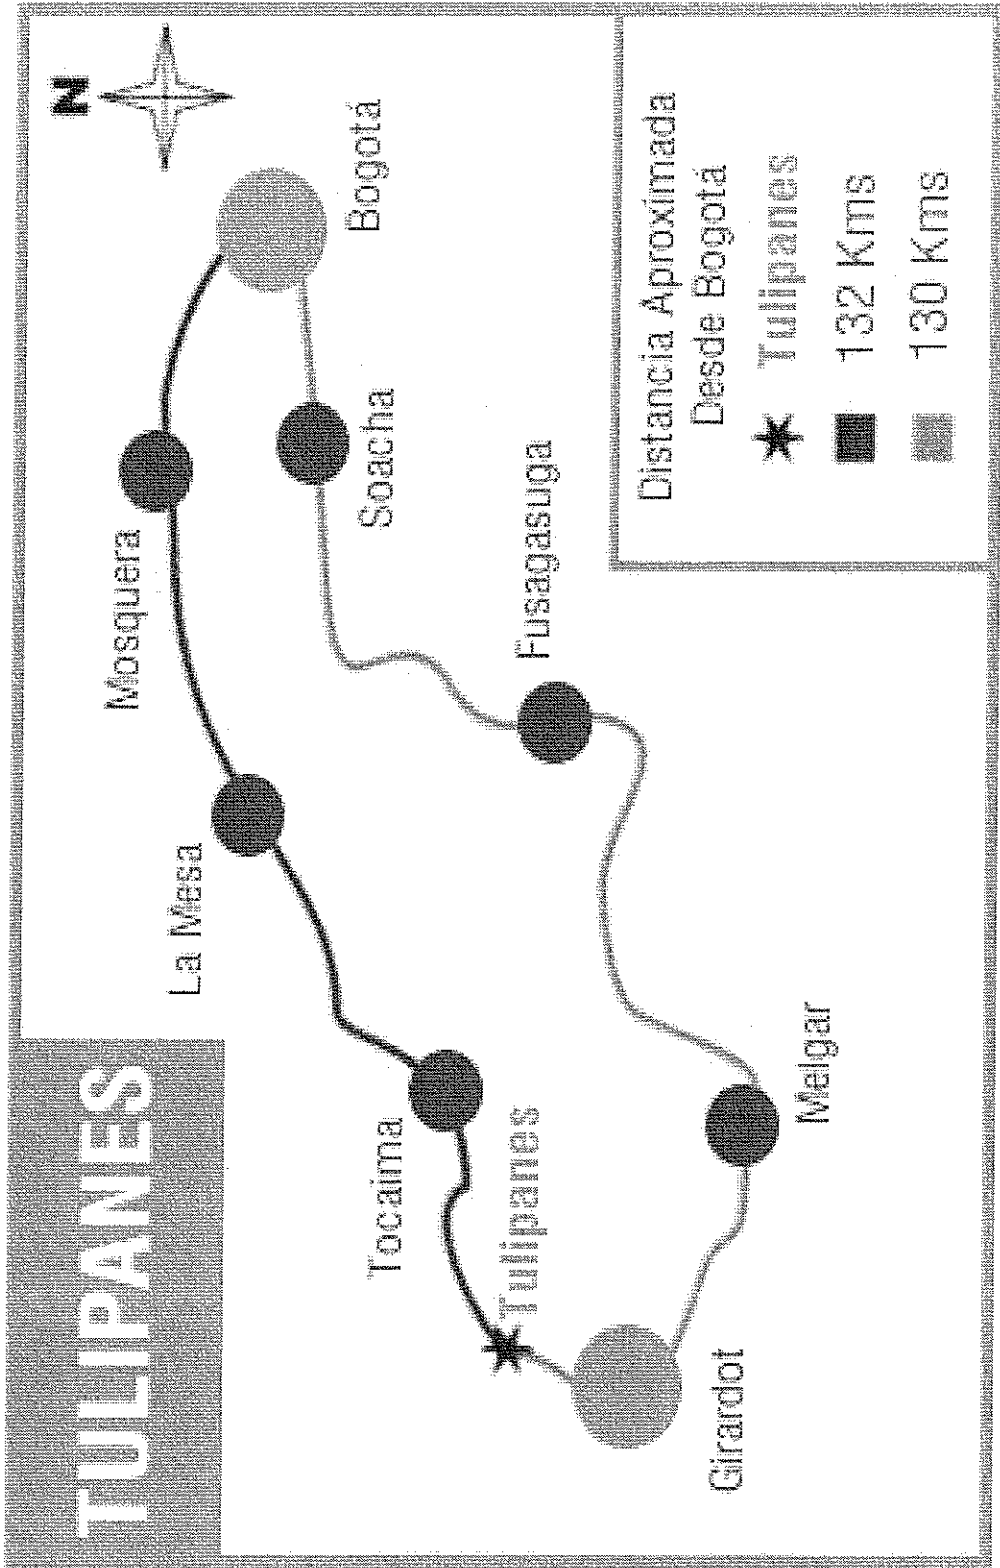 TULIPANES
N
Mosquera
La Mesa
Bogotá
Soacha
Tocaima
Fusagasuga
Tulipanes
Girardot
Melgar
Distancia Aproximada
Desde Bogotá
Tulipanes
132 Kms
130 Kms